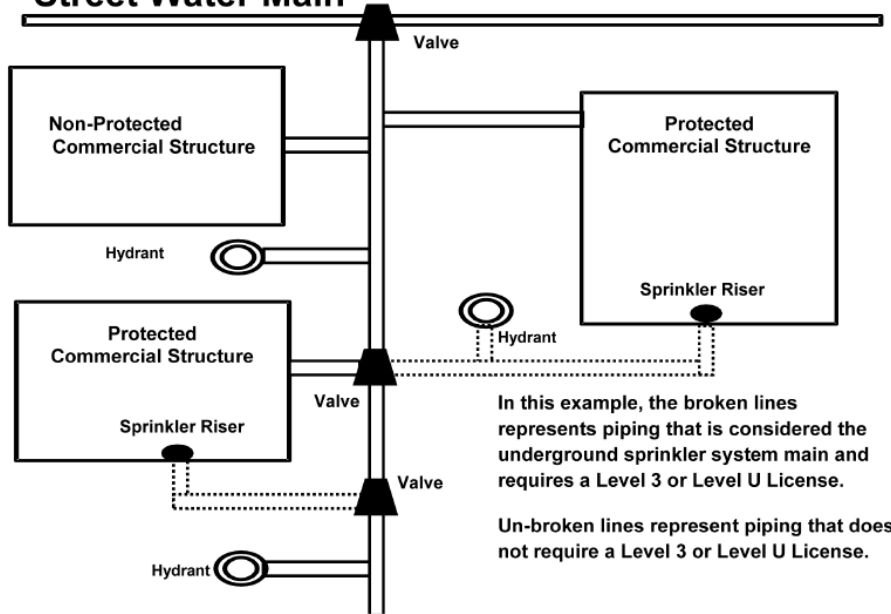 Street Water Main
Valve
Non-Protected
Commercial Structure
Protected
Commercial Structure
Hydrant
Sprinkler Riser
Protected
Commercial Structure
Hydrant
Valve
Sprinkler Riser
In this example, the broken lines
represents piping that is considered the
underground sprinkler system main and
requires a Level 3 or Level U License.
Valve
Un-broken lines represent piping that does
not require a Level 3 or Level U License.
Hydrant